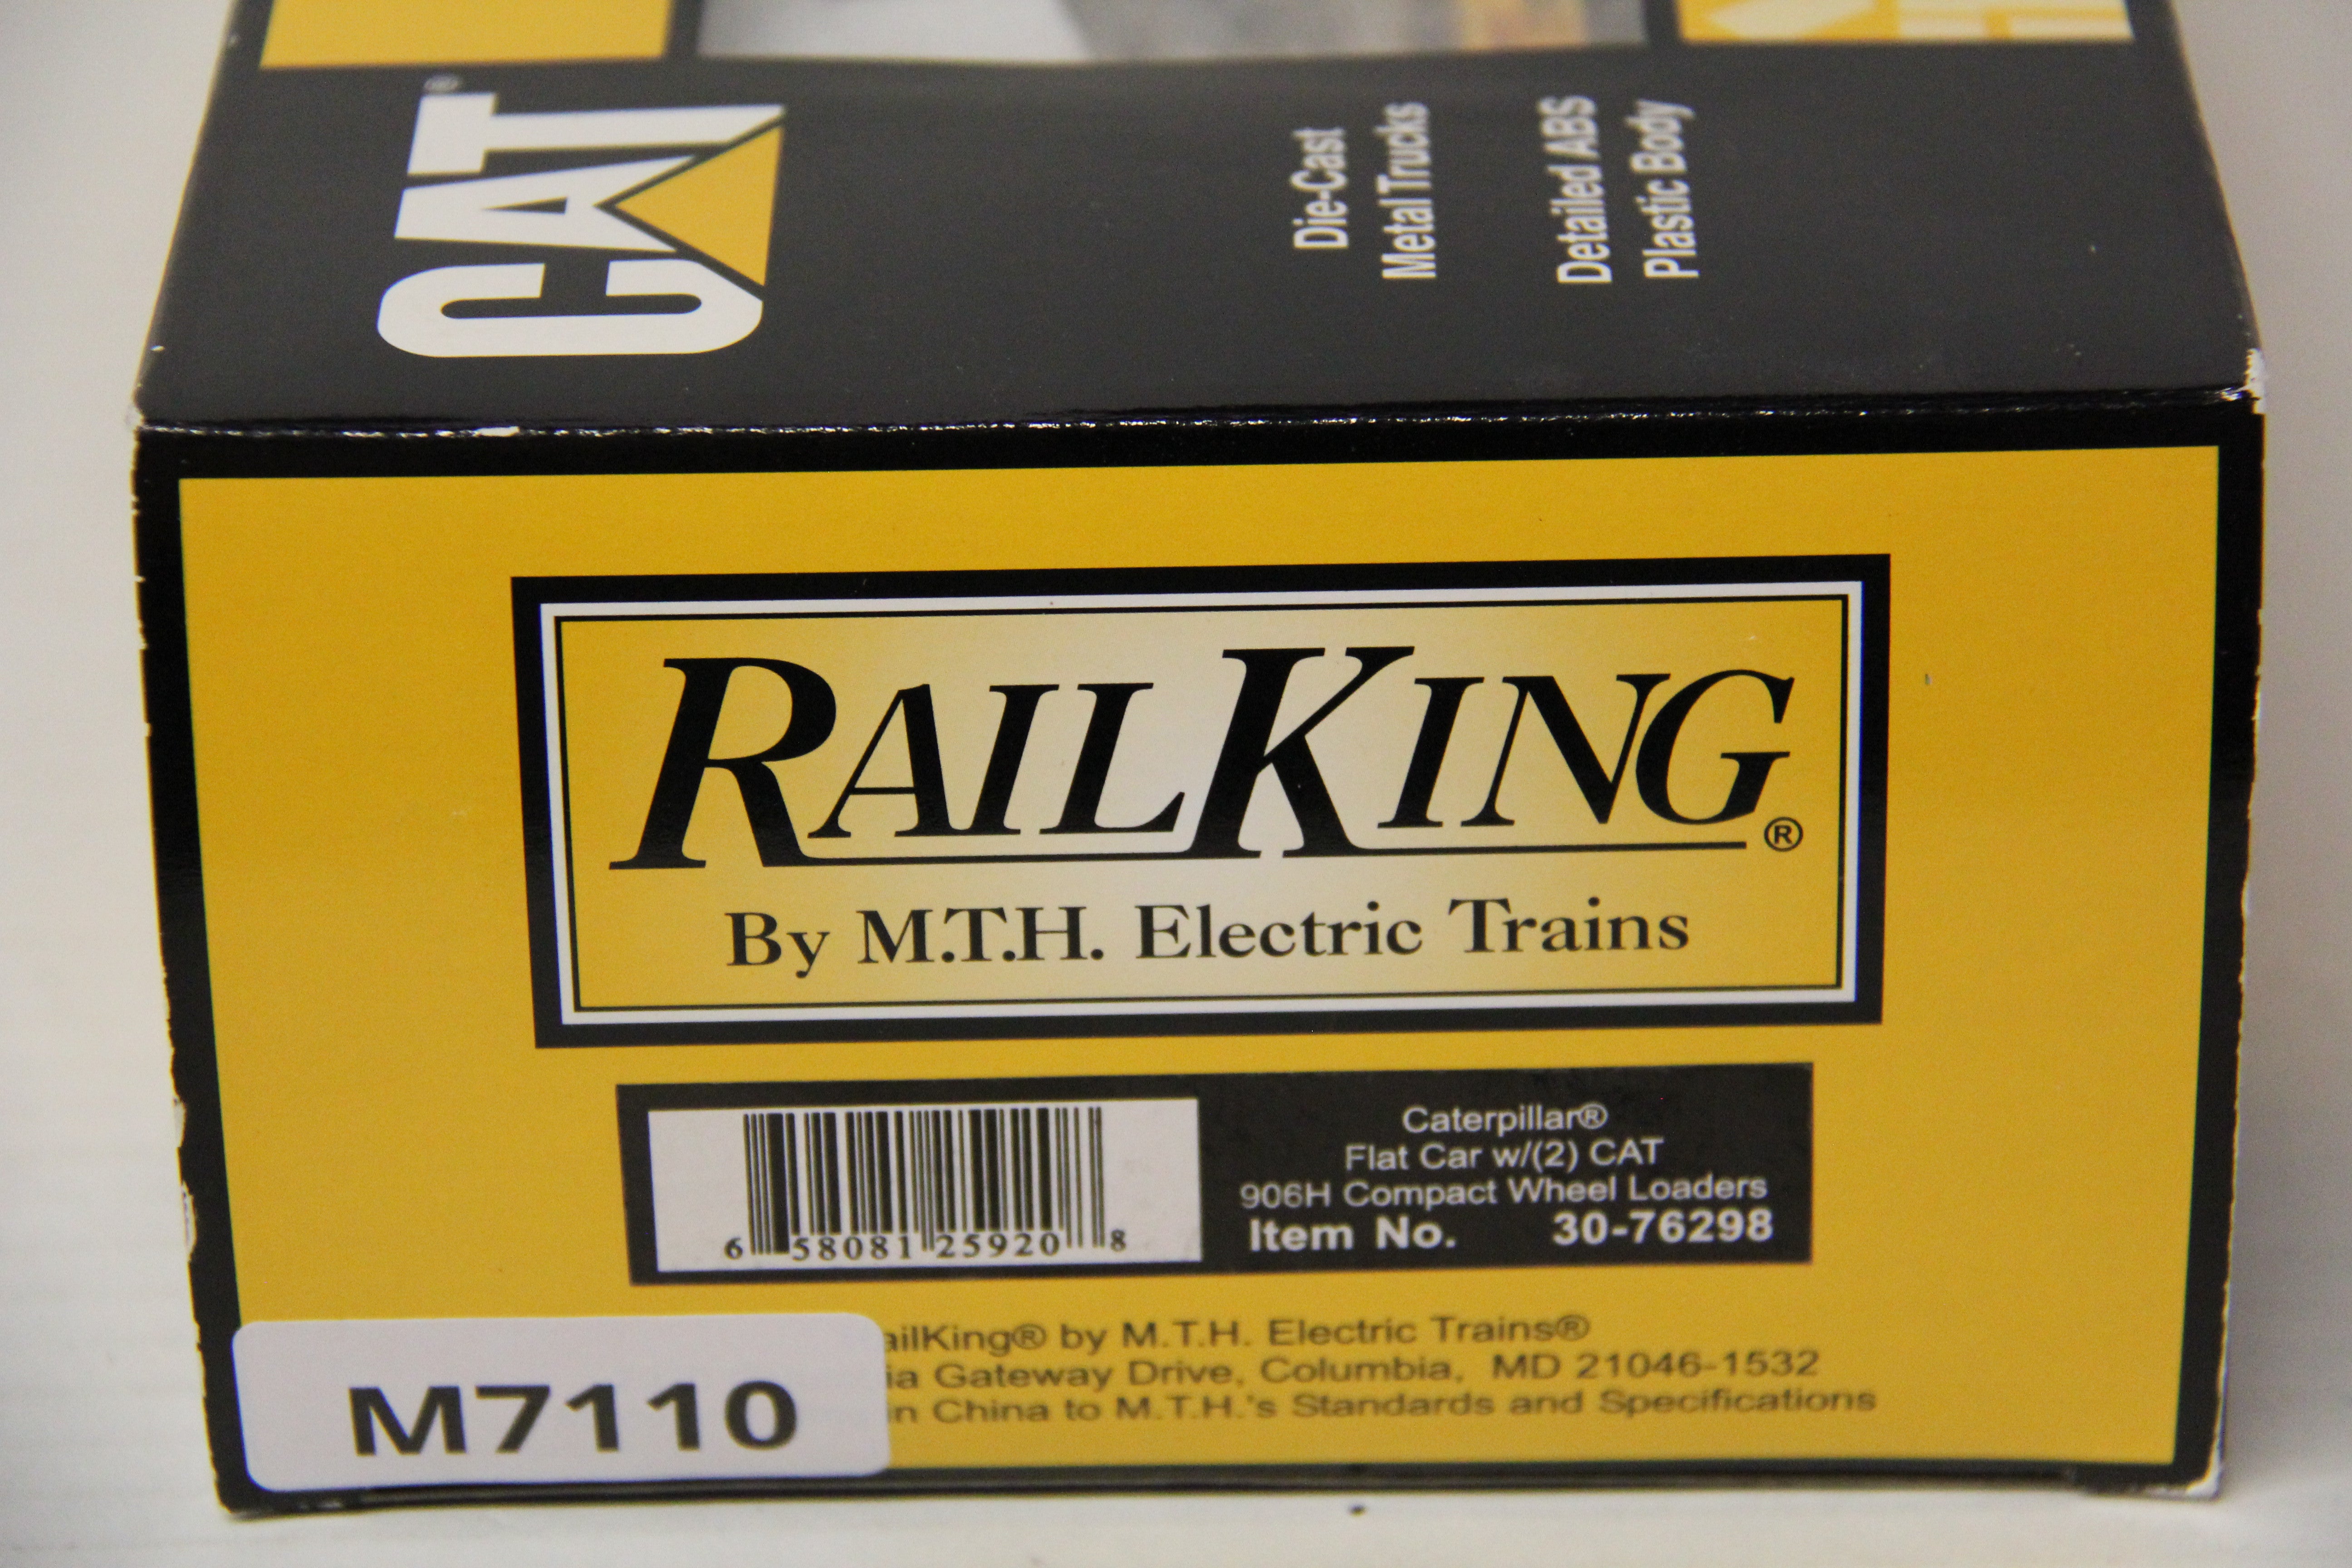 CAT®
Die-Cast
Metal Trucks
Detailed ABS
Plastic Body
RAILKING®
By M.T.H. Electric Trains
6 58081 25920 8
Caterpillar®
Flat Car w/(2) CAT
906H Compact Wheel Loaders
Item No. 30-76298
ailKing® by M.T.H. Electric Trains®
ia Gateway Drive, Columbia, MD 21046-1532
in China to M.T.H.'s Standards and Specifications
M7110